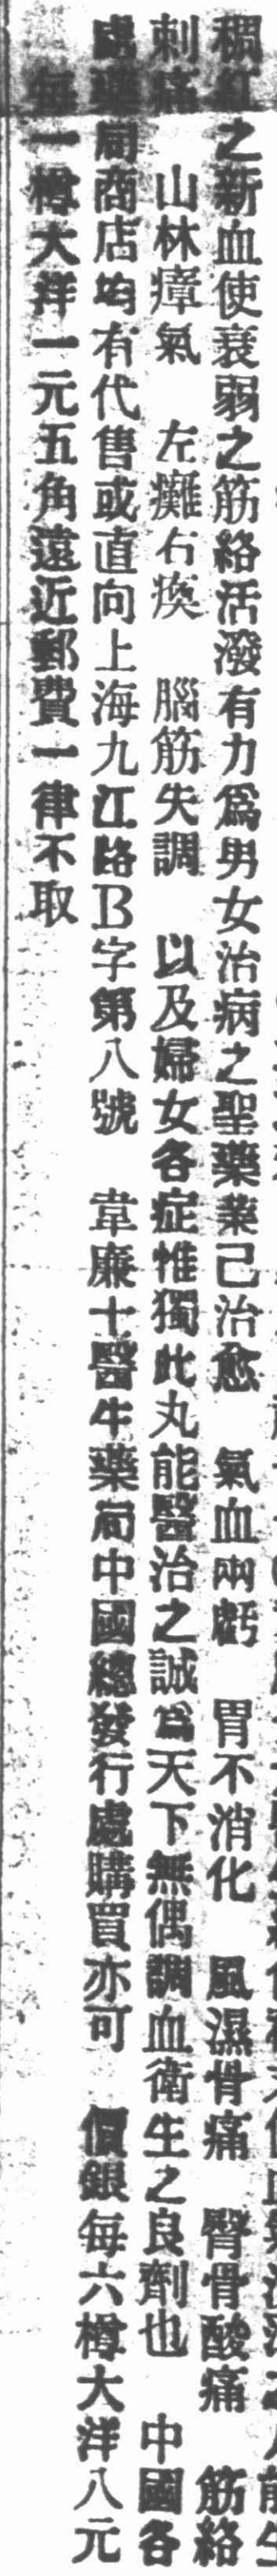 稠紅之新血使衰弱之筋絡活潑有力爲男女治病之聖藥業已治愈　氣血兩虧　胃不消化　風濕骨痛　臀骨酸痛　筋絡
刺痛　山林瘴氣　左癱右瘓　腦筋失調　以及婦女各症惟獨此丸能醫治之誠爲天下無偶調血衛生之良劑也　中國各
處藥局商店均有代售或直向上海九江路B字第八號　韋廉士醫生藥局中國總發行處購買亦可　價銀每六樽大洋八元
每一樽大洋一元五角遠近郵費一律不取